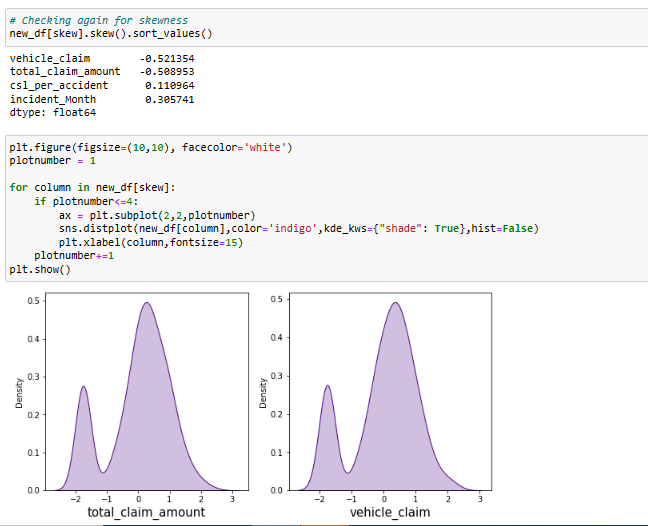 # Checking again for skewness
new_df[skew].skew().sort_values()
vehicle_claim -0.521354
total_claim_amount -0.508953
csl_per_accident 0.110964
incident_Month 0.305741
dtype: float64
plt.figure(figsize=(10,10), facecolor='white')
plotnumber = 1
for column in new_df[skew]:
    if plotnumber<=4:
        ax = plt.subplot(2,2,plotnumber)
        sns.distplot(new_df[column],color='indigo',kde_kws={"shade": True},hist=False)
        plt.xlabel(column,fontsize=15)
    plotnumber+=1
plt.show()
0.5
0.4
0.3
0.2
0.1
0.0
Density
−2 −1 0 1 2 3
total_claim_amount
0.5
0.4
0.3
0.2
0.1
0.0
Density
−2 −1 0 1 2 3
vehicle_claim